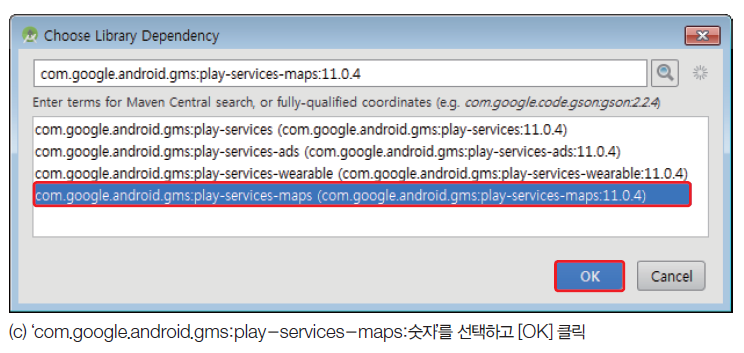 Choose Library Dependency
com.google.android.gms:play-services-maps:11.0.4
Enter terms for Maven Central search, or fully-qualified coordinates (e.g. com.google.code.gson:gson:2.2.4)
com.google.android.gms:play-services (com.google.android.gms:play-services:11.0.4)
com.google.android.gms:play-services-ads (com.google.android.gms:play-services-ads:11.0.4)
com.google.android.gms:play-services-wearable (com.google.android.gms:play-services-wearable:11.0.4)
com.google.android.gms:play-services-maps (com.google.android.gms:play-services-maps:11.0.4)
OK Cancel
(c) ‘com.google.android.gms:play-services-maps:숫자’를 선택하고 [OK] 클릭